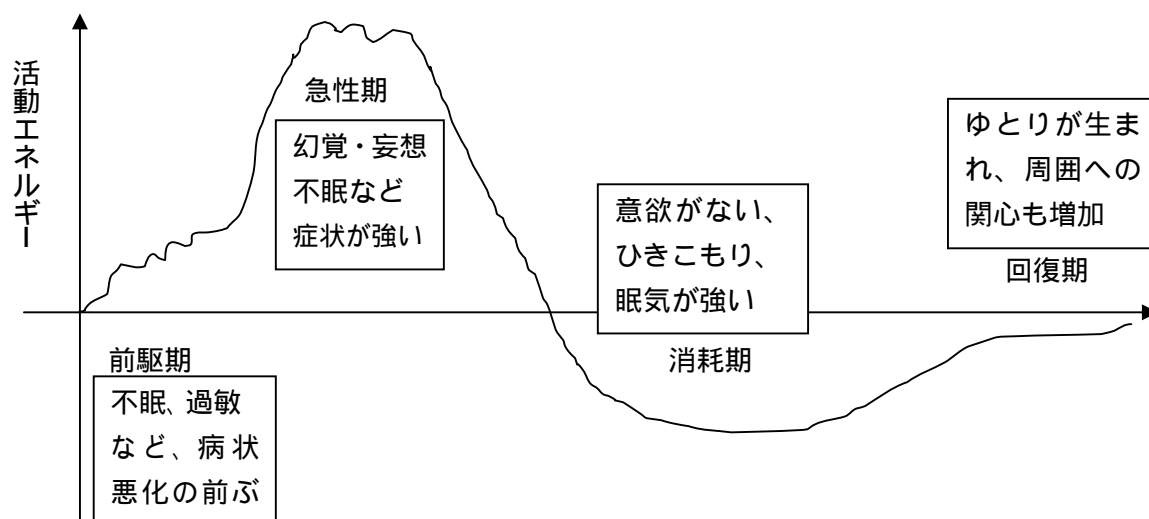 活動エネルギー
急性期
幻覚・妄想
不眠など
症状が強い
前駆期
不眠、過敏
など、病状
悪化の前ぶ
意欲がない、
ひきこもり、
眠気が強い
消耗期
ゆとりが生ま
れ、周囲への
関心も増加
回復期